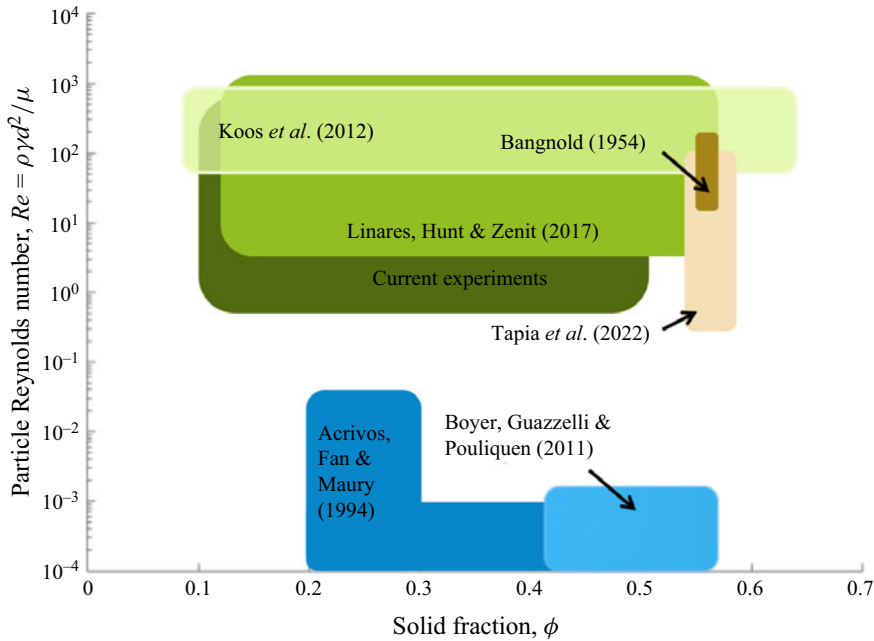 10^4
10^3
10^2
10^1
10^0
10^−1
10^−2
10^−3
10^−4
Particle Reynolds number, Re = ργd^2/μ
Koos et al. (2012)
Bangnold (1954)
Linares, Hunt & Zenit (2017)
Current experiments
Tapia et al. (2022)
Acrivos,
Fan &
Maury
(1994)
Boyer, Guazzelli &
Pouliquen (2011)
0 0.1 0.2 0.3 0.4 0.5 0.6 0.7
Solid fraction, ϕ